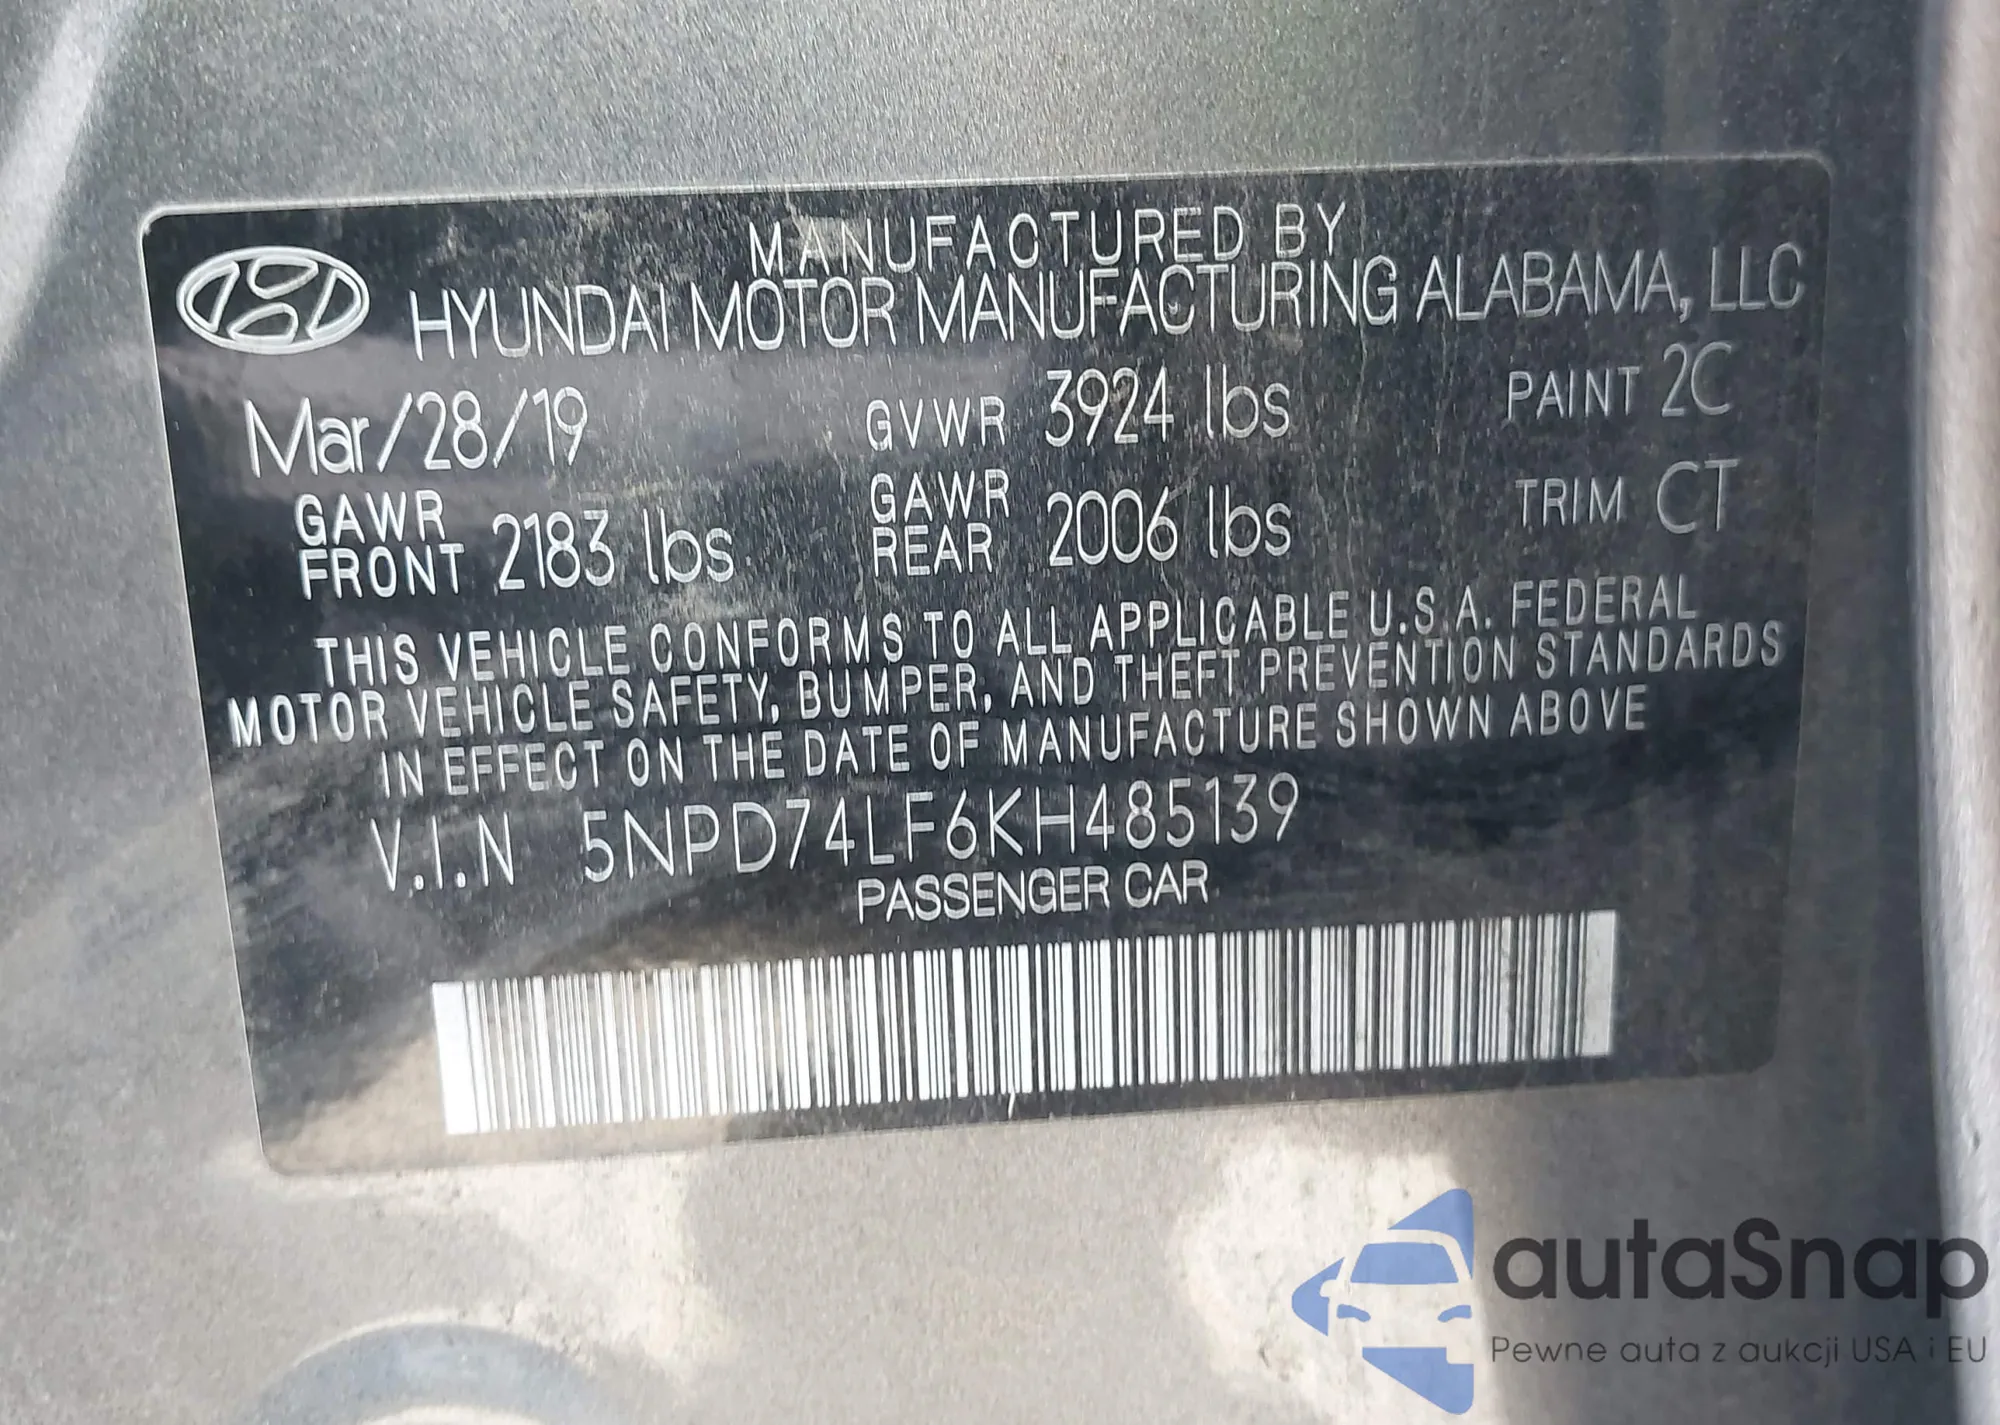 MANUFACTURED BY
HYUNDAI MOTOR MANUFACTURING ALABAMA, LLC
Mar/28/19 GVWR 3924 lbs PAINT 2C
GAWR FRONT 2183 lbs GAWR REAR 2006 lbs TRIM CT
THIS VEHICLE CONFORMS TO ALL APPLICABLE U.S.A. FEDERAL
MOTOR VEHICLE SAFETY, BUMPER, AND THEFT PREVENTION STANDARDS
IN EFFECT ON THE DATE OF MANUFACTURE SHOWN ABOVE
V.I.N 5NPD74LF6KH485139
PASSENGER CAR
autaSnap
Pewne auta z aukcji USA i EU